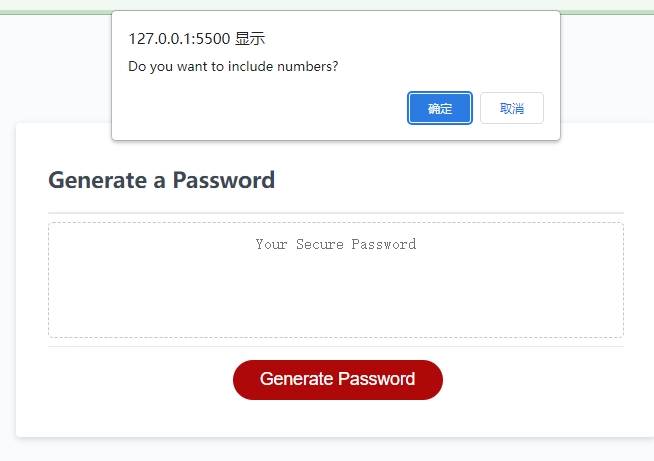 127.0.0.1:5500 显示
Do you want to include numbers?
确定 取消
Generate a Password
Your Secure Password
Generate Password